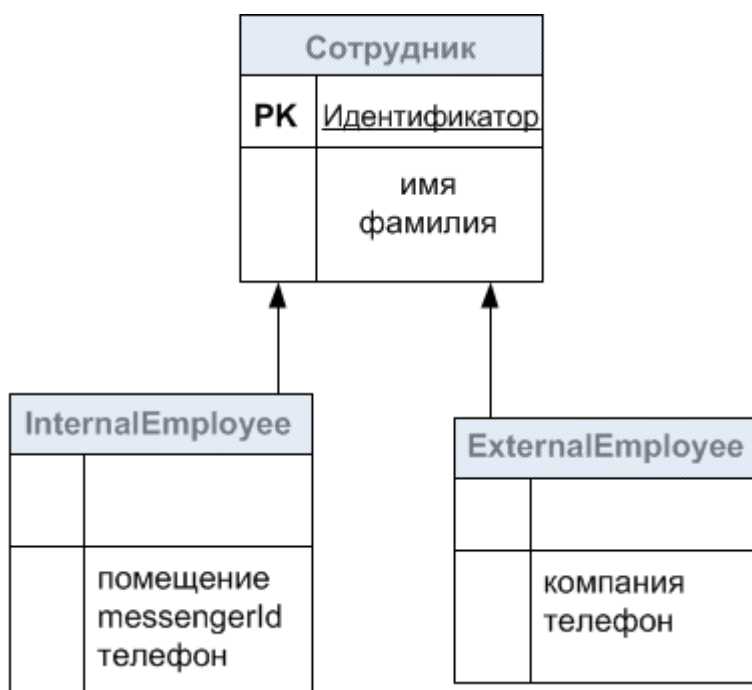 Сотрудник
PK Идентификатор
имя
фамилия
InternalEmployee
помещение
messengerId
телефон
ExternalEmployee
компания
телефон